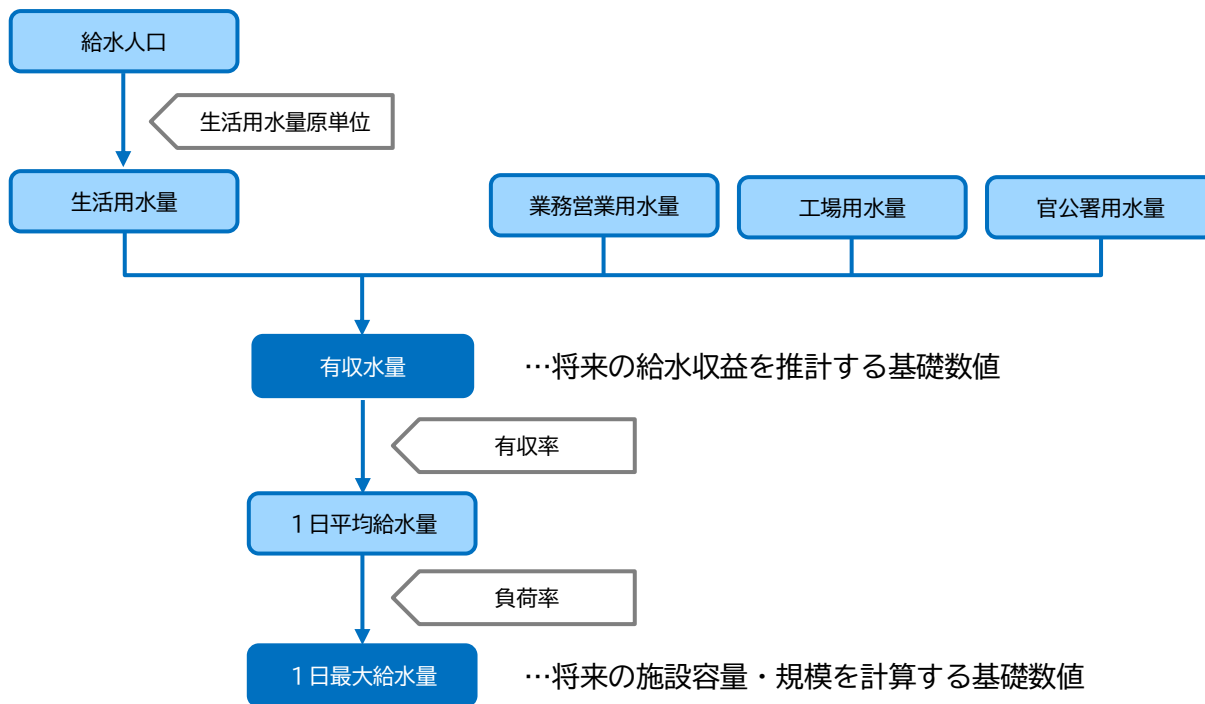 給水人口
生活用水量原単位
生活用水量
業務営業用水量
工場用水量
官公署用水量
有収水量
…将来の給水収益を推計する基礎数値
有収率
１日平均給水量
負荷率
１日最大給水量
…将来の施設容量・規模を計算する基礎数値